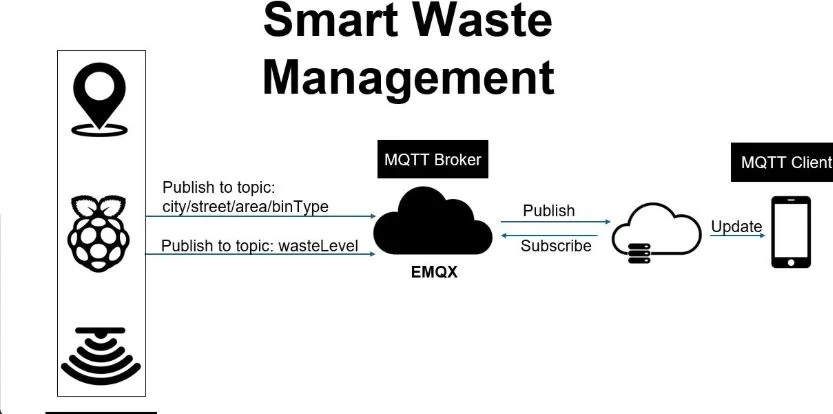 Smart Waste
Management
MQTT Broker
MQTT Client
Publish to topic:
city/street/area/binType
Publish to topic: wasteLevel
EMQX
Publish
Subscribe
Update